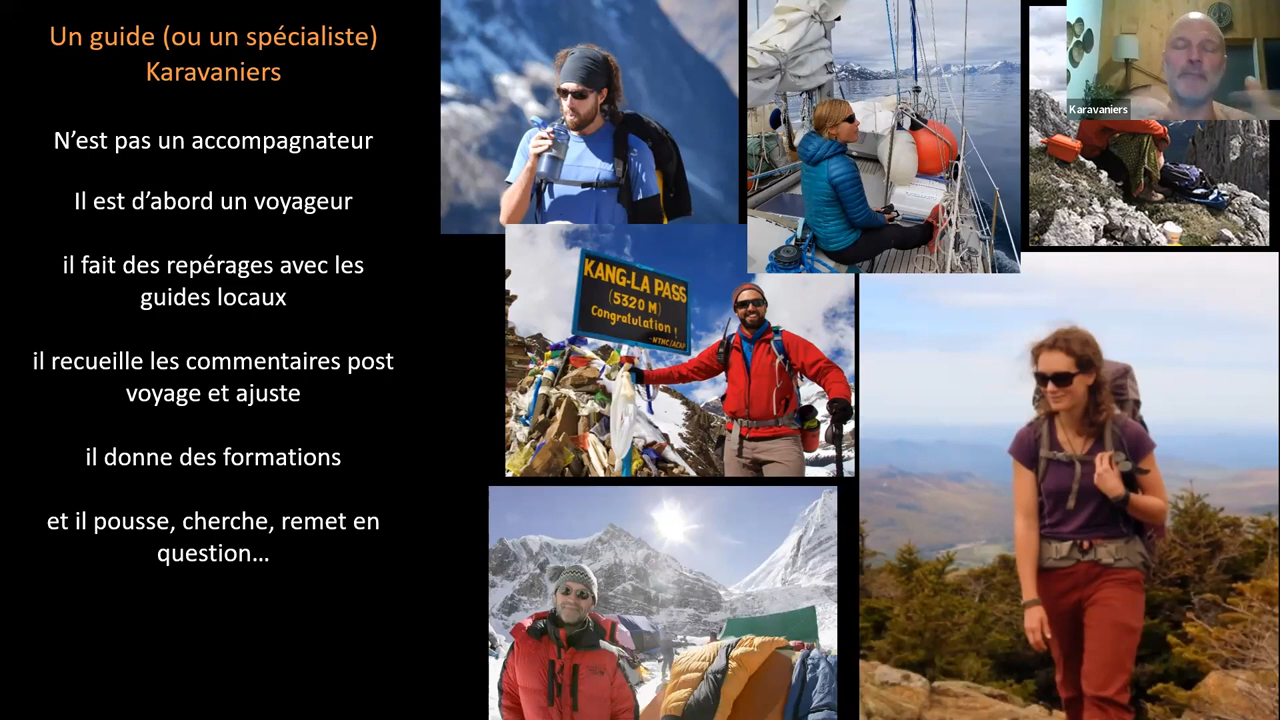 Un guide (ou un spécialiste)
Karavaniers
N’est pas un accompagnateur
Il est d’abord un voyageur
il fait des repérages avec les
guides locaux
il recueille les commentaires post
voyage et ajuste
il donne des formations
et il pousse, cherche, remet en
question…
KANG-LA PASS
(5320 M)
Congratulation !
-NTNC/ACAP
Karavaniers